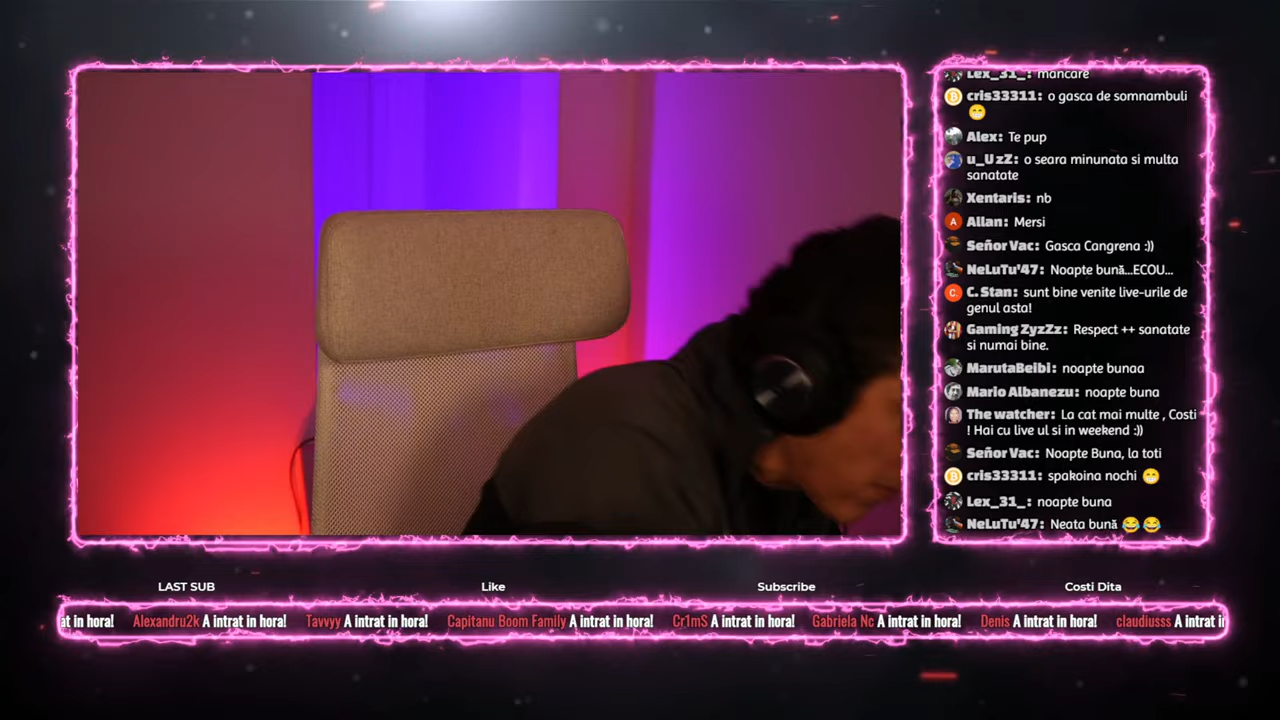 Lex_31_: mancare
cris33311: o gasca de somnambuli
Alex: Te pup
u_U zZ: o seara minunata si multa
sanatate
Xentaris: nb
A Allan: Mersi
Señor Vac: Gasca Cangrena :))
NeLuTu'47: Noapte bună...ECOU...
C. C. Stan: sunt bine venite live-urile de
genul asta!
Gaming ZyzZz: Respect ++ sanatate
si numai bine.
MarutaBeibi: noapte bunaa
Mario Albanezu: noapte buna
The watcher: La cat mai multe , Costi
! Hai cu live ul si in weekend :))
Señor Vac: Noapte Buna, la toti
cris33311: spakoina nochi
Lex_31_: noapte buna
NeLuTu'47: Neata bună
LAST SUB Like Subscribe Costi Dita
at in hora! Alexandru2k A intrat in hora! Tavvyy A intrat in hora! Capitanu Boom Family A intrat in hora! Cr1mS A intrat in hora! Gabriela Nc A intrat in hora! Denis A intrat in hora! claudiusss A intrat i